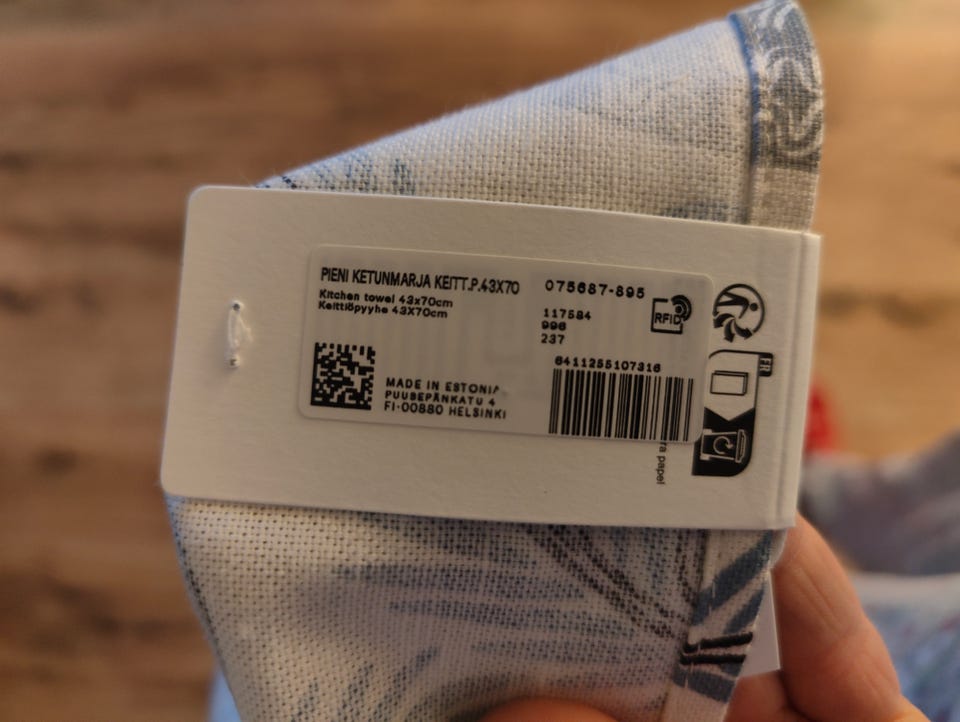 PIENI KETUNMARJA KEITT.P.43X70
Kitchen towel 43x70cm
Keittiöpyyhe 43X70cm
MADE IN ESTONIA
PUUSEPÄNKATU 4
FI-00880 HELSINKI
075687-895
117584
996
237
RFID
6411255107316
FR
ra papel